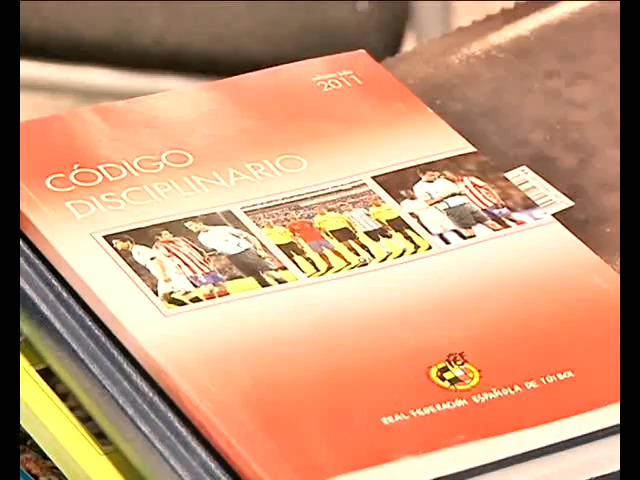 2011
CÓDIGO
DISCIPLINARIO
REAL FEDERACIÓN ESPAÑOLA DE FÚTBOL